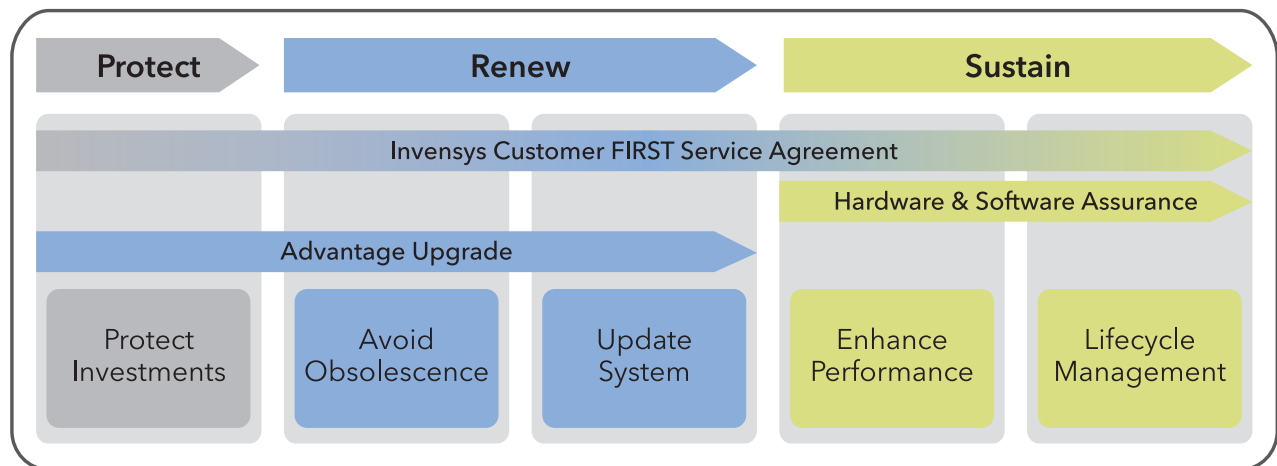 Protect
Renew
Sustain
Invensys Customer FIRST Service Agreement
Hardware & Software Assurance
Advantage Upgrade
Protect
Investments
Avoid
Obsolescence
Update
System
Enhance
Performance
Lifecycle
Management